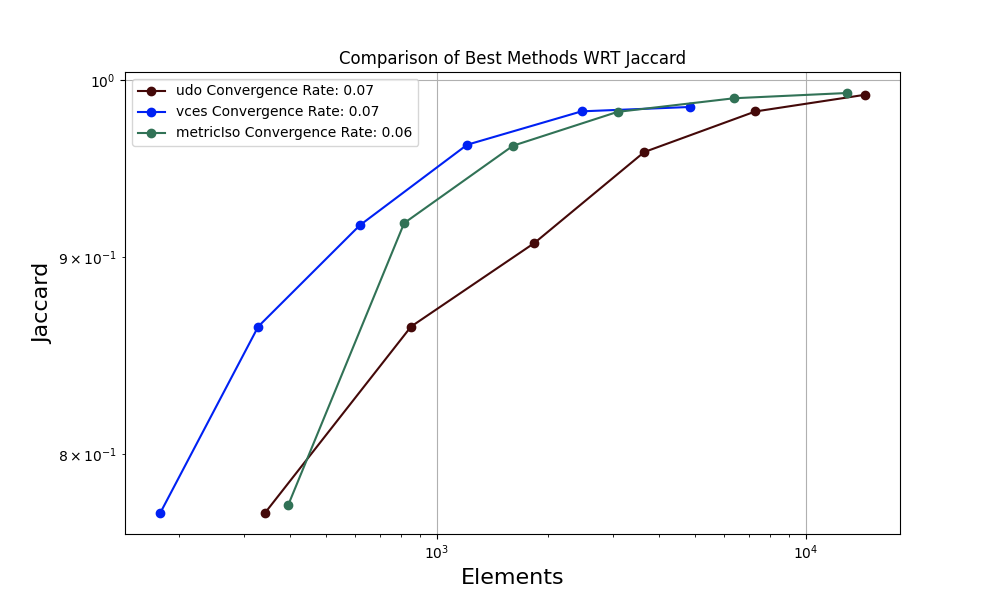 Comparison of Best Methods WRT Jaccard
udo Convergence Rate: 0.07
vces Convergence Rate: 0.07
metricIso Convergence Rate: 0.06
10⁰
9 × 10⁻¹
8 × 10⁻¹
Jaccard
10³
10⁴
Elements